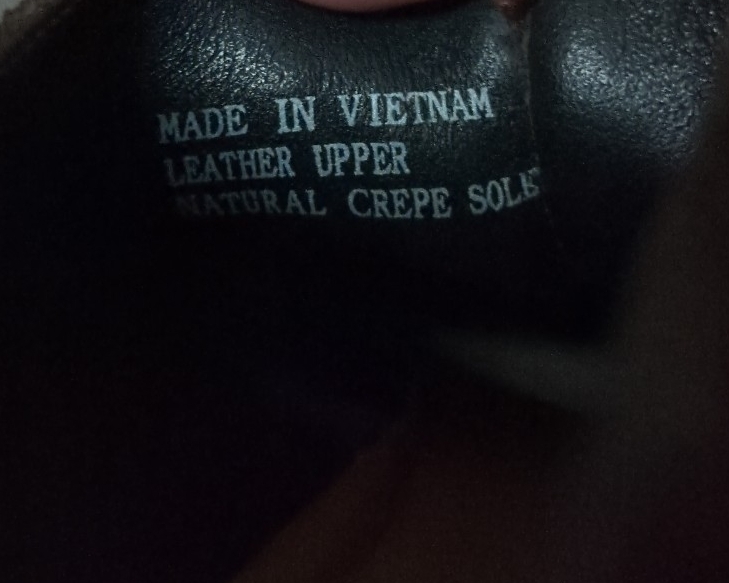 MADE IN VIETNAM
LEATHER UPPER
NATURAL CREPE SOLE